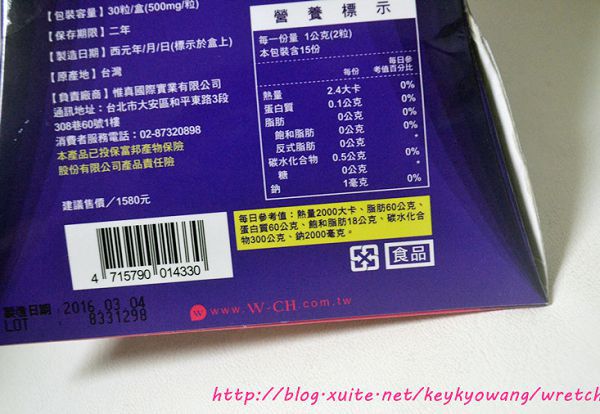 【包裝容量】30粒/盒(500mg/粒)
【保存期限】二年
【製造日期】西元年/月/日(標示於盒上)
【原產地】台灣
【負責廠商】惟真國際實業有限公司
通訊地址：台北市大安區和平東路3段
308巷60號1樓
消費者服務電話：02-87320898
本產品已投保富邦產物保險
股份有限公司產品責任險
建議售價／1580元
4 715790 014330
製造日期：2016 03 04
LOT 8331298
營養標示
每一份量 1公克(2粒)
本包裝含15份
每份 每日參考值百分比
熱量 2.4大卡 0%
蛋白質 0.1公克 0%
脂肪 0公克 0%
飽和脂肪 0公克 0%
反式脂肪 0公克 *
碳水化合物 0.5公克 0%
糖 0公克 *
鈉 1毫克 0%
每日參考值：熱量2000大卡、脂肪60公克、
蛋白質60公克、飽和脂肪18公克、碳水化合
物300公克、鈉2000毫克。
食品
www.W-CH.com.tw
http://blog.xuite.net/keykyowang/wretch